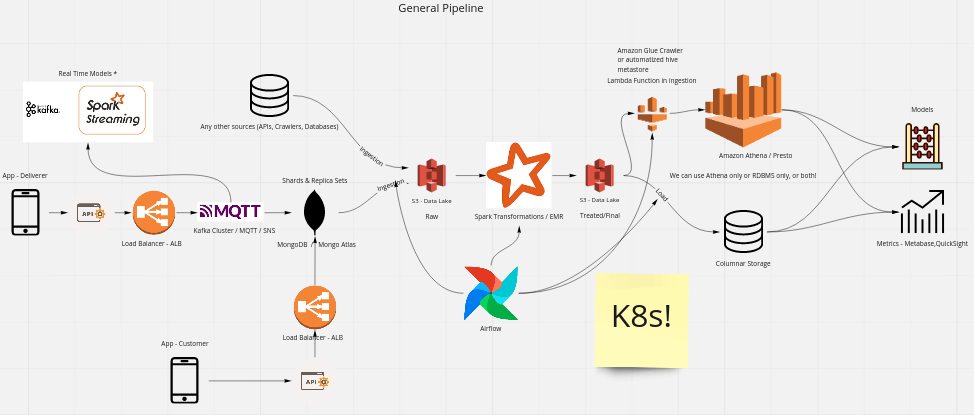 General Pipeline
Amazon Glue Crawler
or automatized hive
metastore
Lambda Function in ingestion
Real Time Models *
kafka.
Spark
Streaming
Any other sources (APIs, Crawlers, Databases)
Ingestion
Ingestion
Models
Amazon Athena / Presto
We can use Athena only or RDBMS only, or both!
App - Deliverer
API
Load Balancer - ALB
MQTT
Kafka Cluster / MQTT / SNS
Shards & Replica Sets
MongoDB / Mongo Atlas
S3 - Data Lake
Raw
Spark Transformations / EMR
S3 - Data Lake
Treated/Final
Load
Columnar Storage
Metrics - Metabase,QuickSight
Airflow
K8s!
Load Balancer - ALB
App - Customer
API